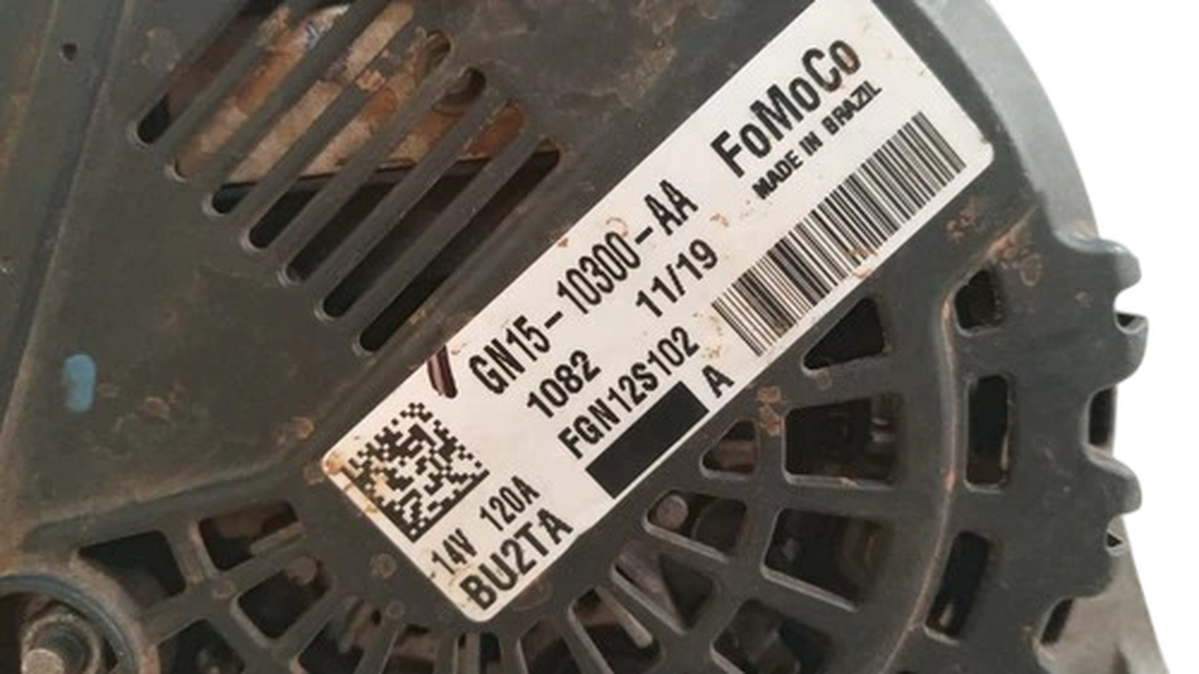 FoMoCo
MADE IN BRAZIL
GN15-10300-AA
1082 11/19
FGN12S102
A
14V 120A
BU2TA